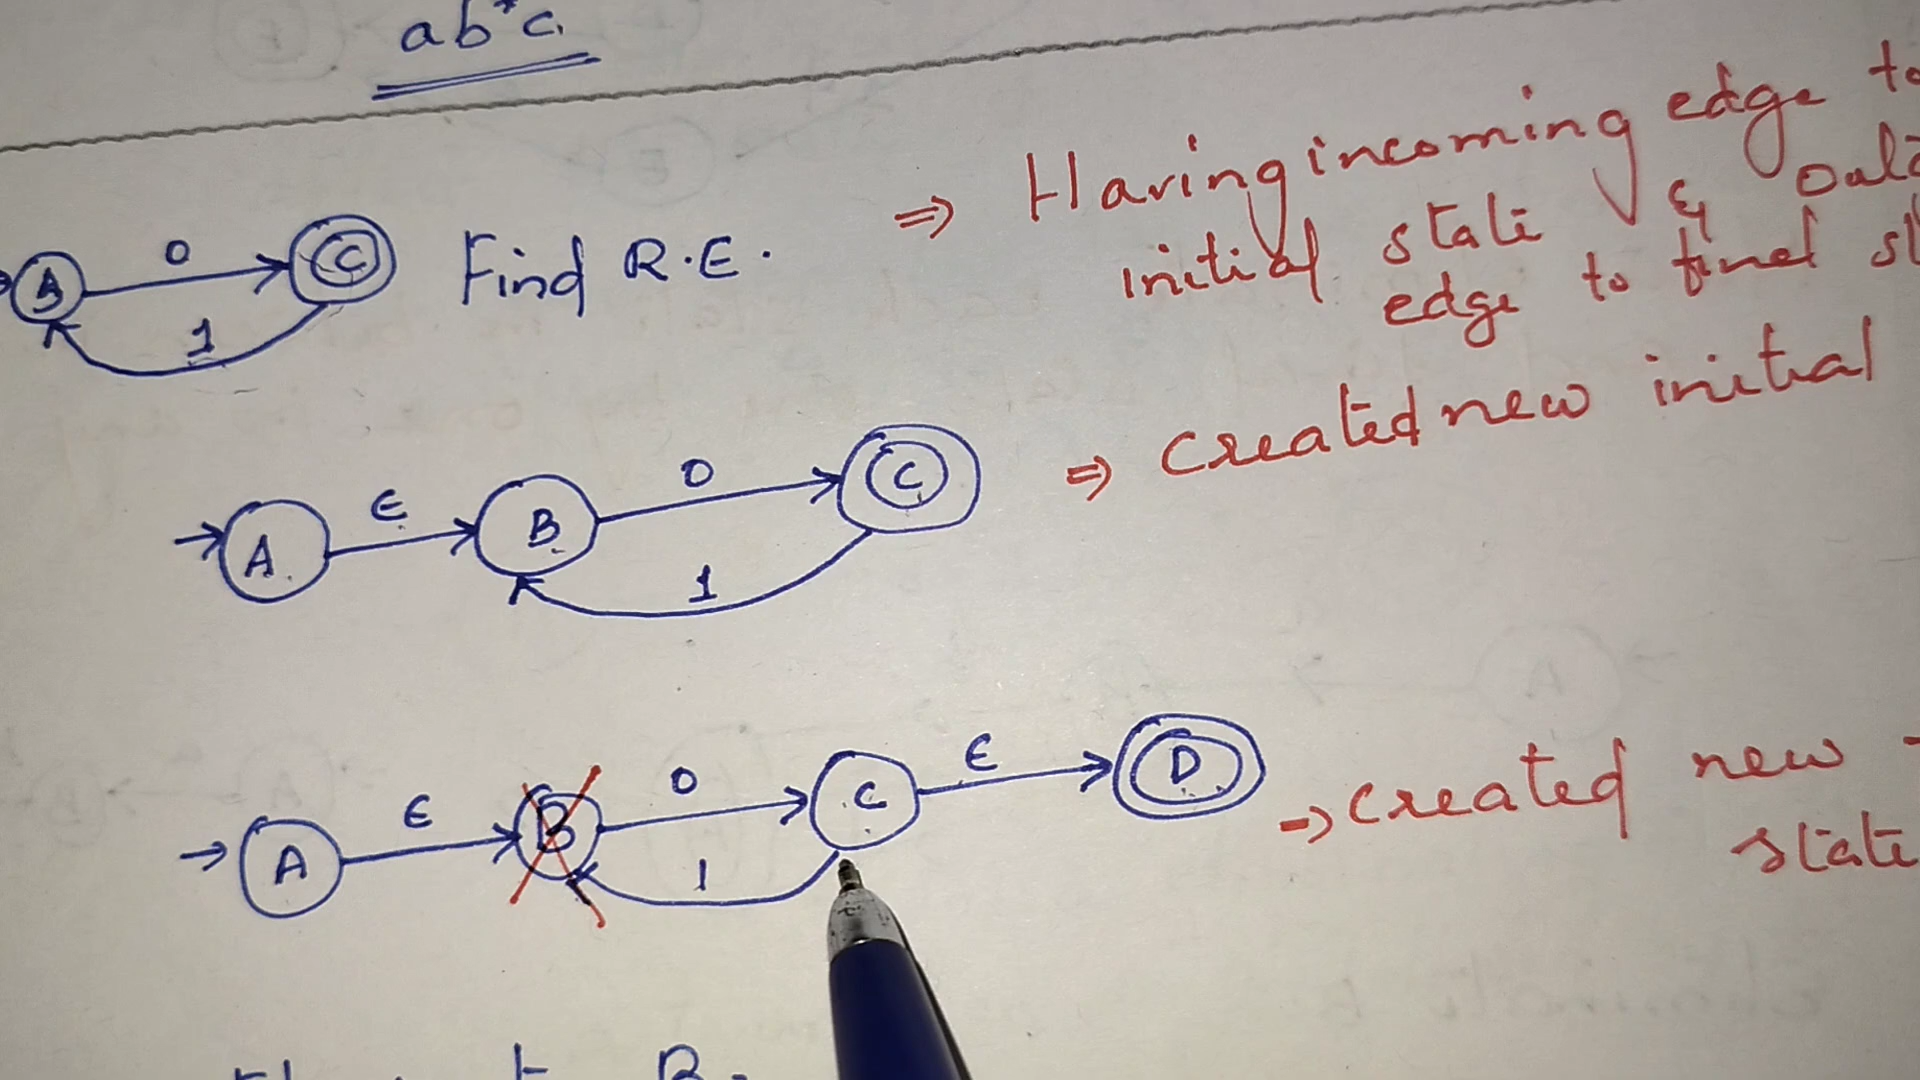 ab*c.
B 0 C Find R.E. ⇒ Having incoming edge to
initial state &
1 edge to final
A ε B 0 C ⇒ created new initial
1
A ε B 0 C ε D → created new
1 state
B